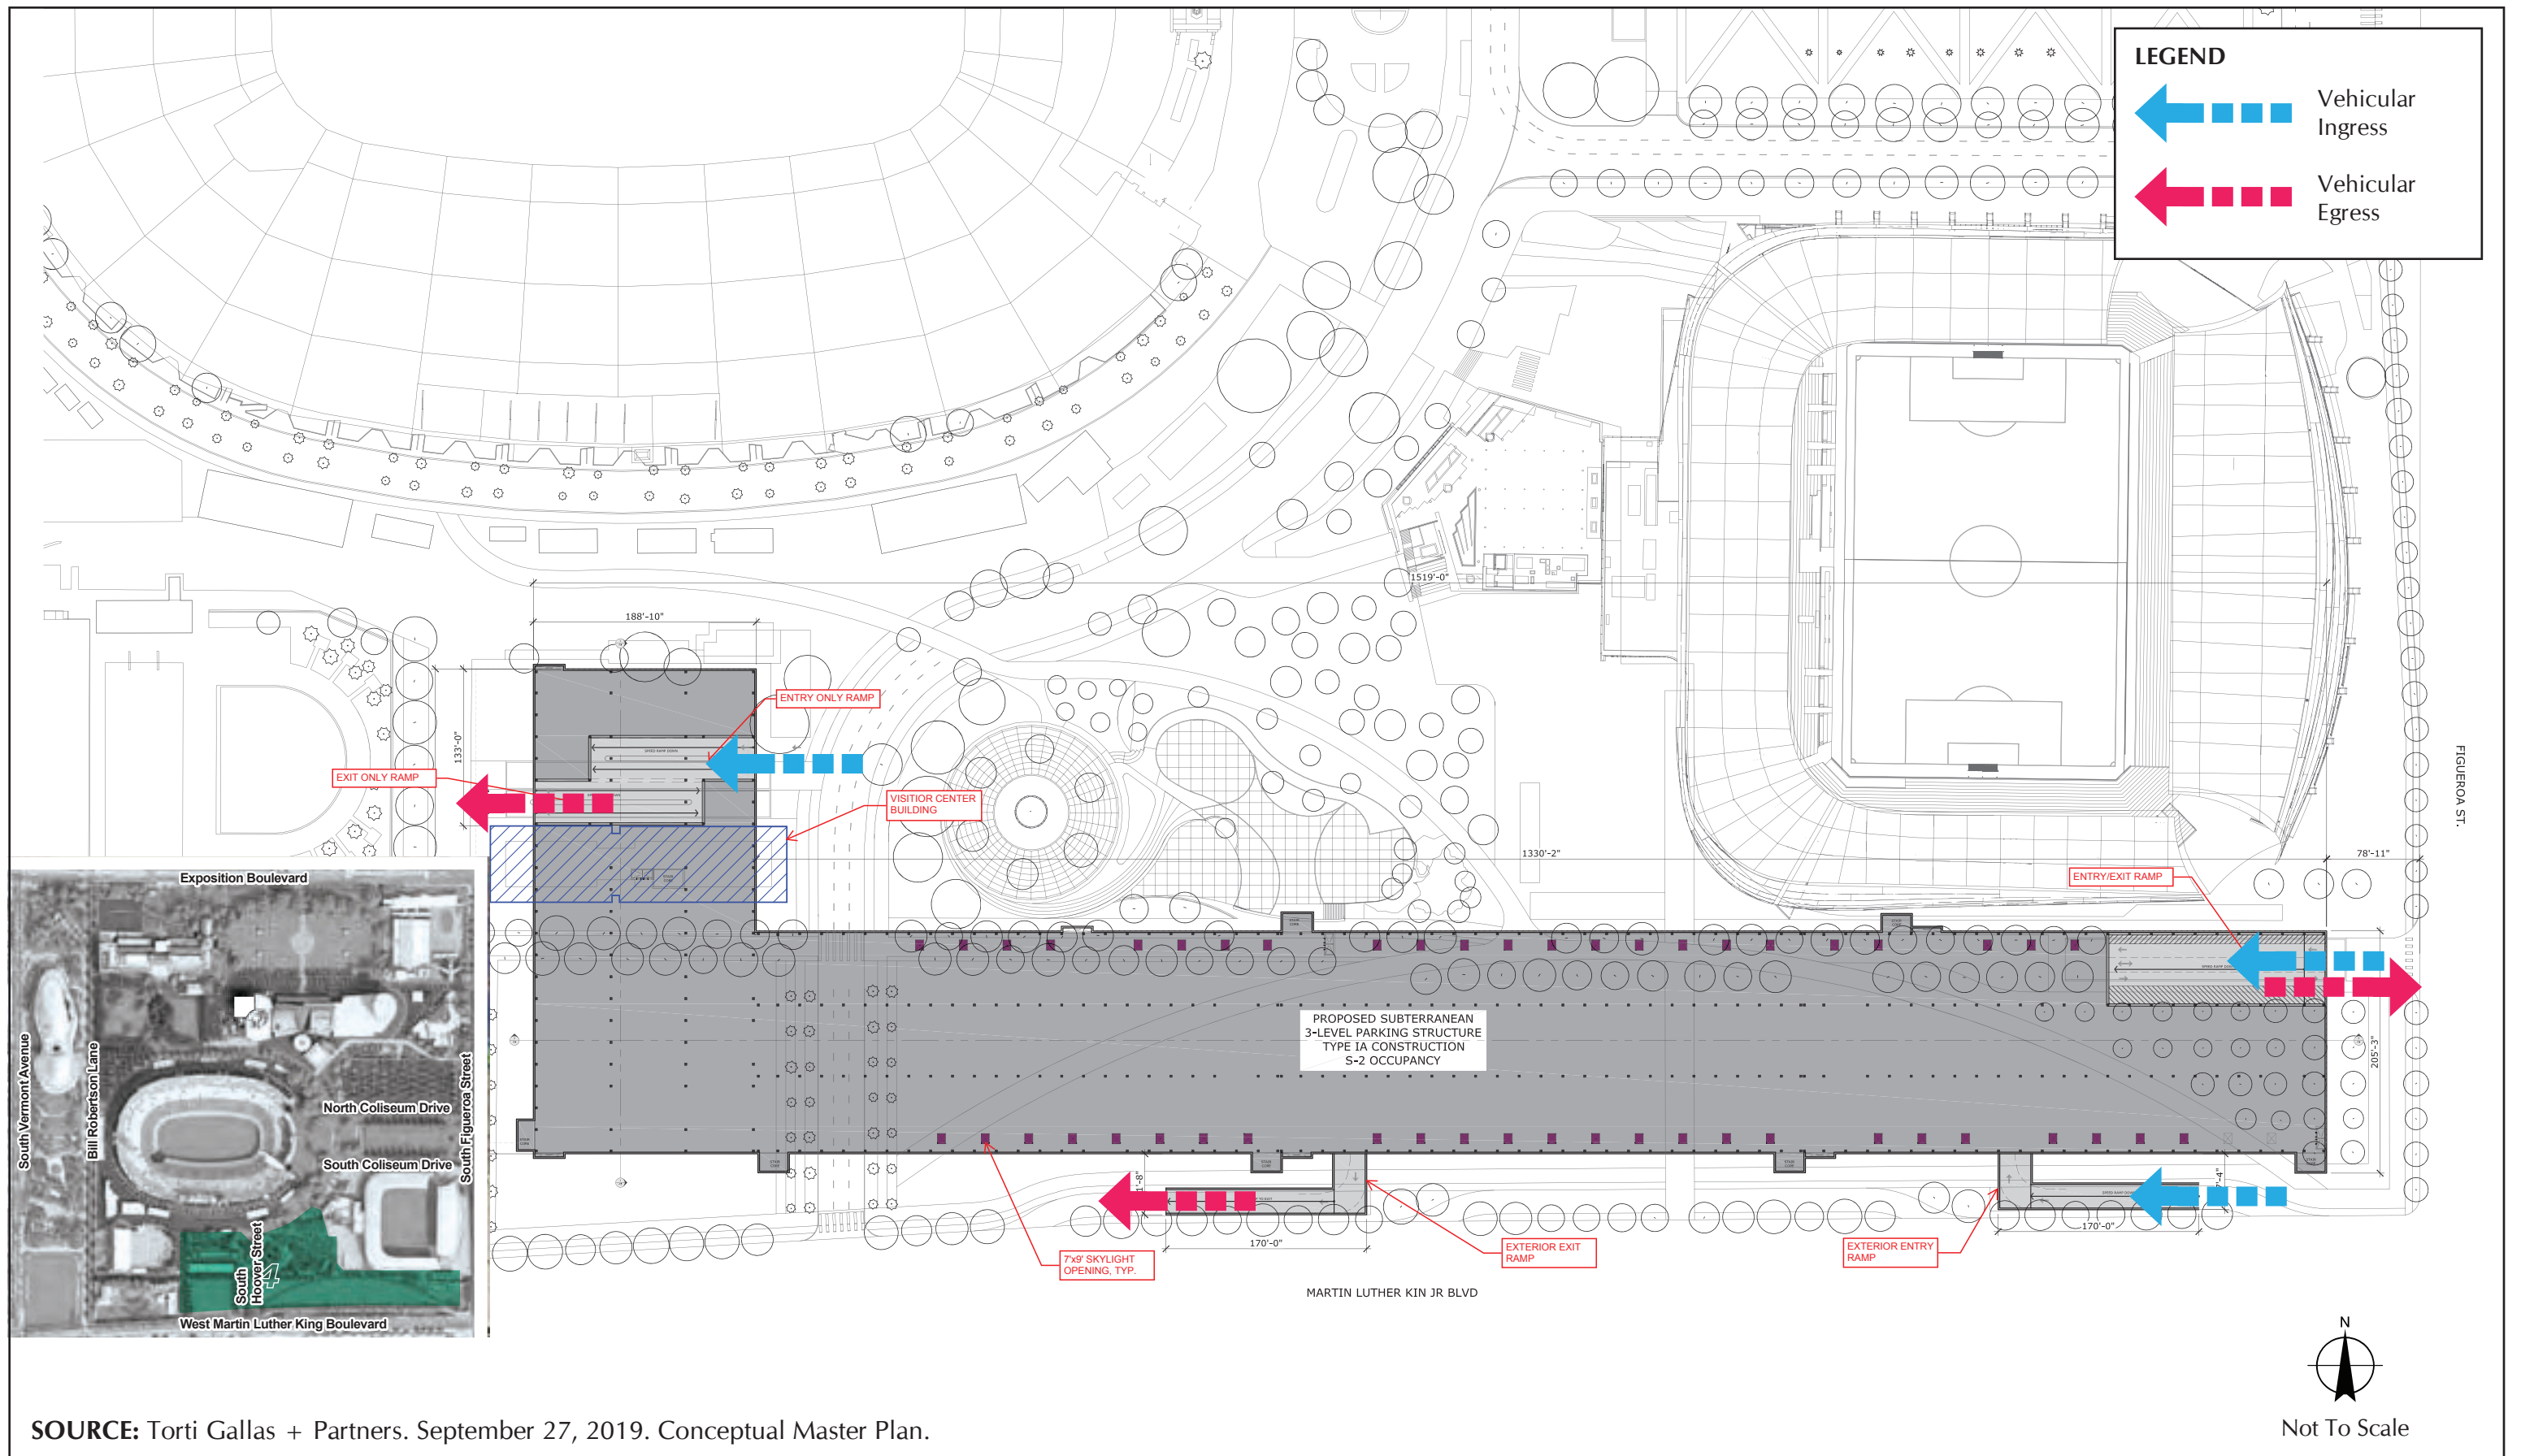 LEGEND
Vehicular
Ingress
Vehicular
Egress
1519'-0"
188'-10"
ENTRY ONLY RAMP
133'-0"
EXIT ONLY RAMP
VISITIOR CENTER
BUILDING
1330'-2"
78'-11"
FIGUEROA ST.
ENTRY/EXIT RAMP
PROPOSED SUBTERRANEAN
3-LEVEL PARKING STRUCTURE
TYPE IA CONSTRUCTION
S-2 OCCUPANCY
205'-3"
170'-0"
170'-0"
7'x9' SKYLIGHT
OPENING, TYP.
EXTERIOR EXIT
RAMP
EXTERIOR ENTRY
RAMP
MARTIN LUTHER KIN JR BLVD
Exposition Boulevard
South Vermont Avenue
Bill Robertson Lane
North Coliseum Drive
South Coliseum Drive
South Figueroa Street
South
Hoover Street
4
West Martin Luther King Boulevard
N
Not To Scale
SOURCE: Torti Gallas + Partners. September 27, 2019. Conceptual Master Plan.